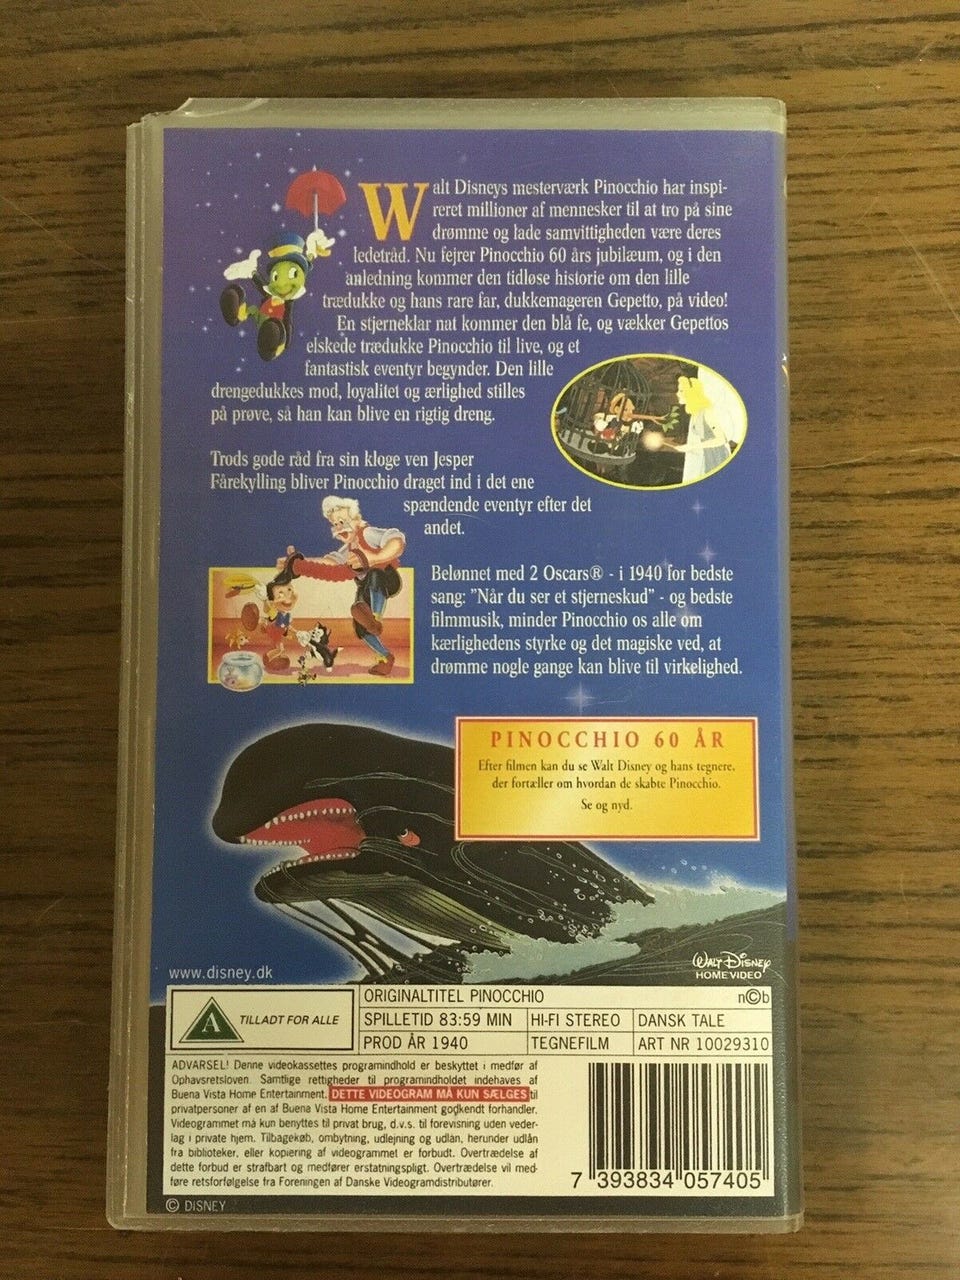 Walt Disneys mesterværk Pinocchio har inspi-
reret millioner af mennesker til at tro på sine
drømme og lade samvittigheden være deres
ledetråd. Nu fejrer Pinocchio 60 års jubilæum, og i den
anledning kommer den tidløse historie om den lille
trædukke og hans rare far, dukkemageren Gepetto, på video!
En stjerneklar nat kommer den blå fe, og vækker Gepettos
elskede trædukke Pinocchio til live, og et
fantastisk eventyr begynder. Den lille
drengedukkes mod, loyalitet og ærlighed stilles
på prøve, så han kan blive en rigtig dreng.
Trods gode råd fra sin kloge ven Jesper
Fårekylling bliver Pinocchio draget ind i det ene
spændende eventyr efter det
andet.
Belønnet med 2 Oscars® - i 1940 for bedste
sang: "Når du ser et stjerneskud" - og bedste
filmmusik, minder Pinocchio os alle om
kærlighedens styrke og det magiske ved, at
drømme nogle gange kan blive til virkelighed.
PINOCCHIO 60 ÅR
Efter filmen kan du se Walt Disney og hans tegnere,
der fortæller om hvordan de skabte Pinocchio.
Se og nyd.
www.disney.dk
WALT DISNEY
HOME VIDEO
A TILLADT FOR ALLE
ORIGINALTITEL PINOCCHIO n©b
SPILLETID 83:59 MIN HI-FI STEREO DANSK TALE
PROD ÅR 1940 TEGNEFILM ART NR 10029310
ADVARSEL! Denne videokassettes programindhold er beskyttet i medfør af
Ophavsretsloven. Samtlige rettigheder til programindholdet indehaves af
Buena Vista Home Entertainment. DETTE VIDEOGRAM MÅ KUN SÆLGES til
privatpersoner af en af Buena Vista Home Entertainment godkendt forhandler.
Videogrammet må kun benyttes til privat brug, d.v.s. til forevisning uden veder-
lag i private hjem. Tilbagekøb, ombytning, udlejning og udlån, herunder udlån
fra biblioteker, eller kopiering af videogrammet er forbudt. Overtrædelse af
dette forbud er strafbart og medfører erstatningspligt. Overtrædelse vil med-
føre retsforfølgelse fra Foreningen af Danske Videogramdistributører.
7 393834 057405
© DISNEY